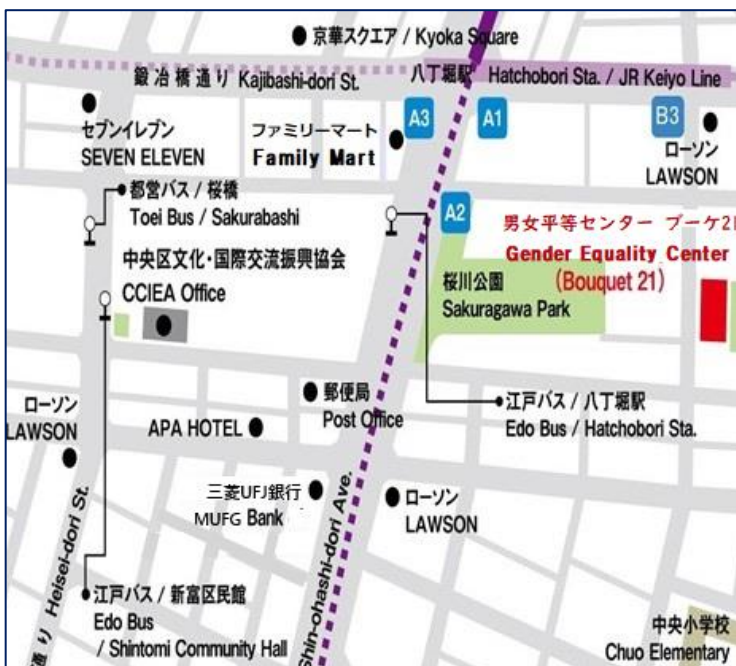 京華スクエア / Kyoka Square
鍛冶橋通り Kajibashi-dori St.
八丁堀駅 Hatchobori Sta. / JR Keiyo Line
セブンイレブン
SEVEN ELEVEN
ファミリーマート
Family Mart
A3
A1
B3
ローソン
LAWSON
都営バス / 桜橋
Toei Bus / Sakurabashi
A2
男女平等センター ブーケ21
Gender Equality Center
(Bouquet 21)
中央区文化・国際交流振興協会
CCIEA Office
桜川公園
Sakuragawa Park
ローソン
LAWSON
APA HOTEL
郵便局
Post Office
江戸バス / 八丁堀駅
Edo Bus / Hatchobori Sta.
三菱UFJ銀行
MUFG Bank
ローソン
LAWSON
通り Heisei-dori St.
Shin-ohashi-dori Ave.
江戸バス / 新富区民館
Edo Bus
/ Shintomi Community Hall
中央小学校
Chuo Elementary